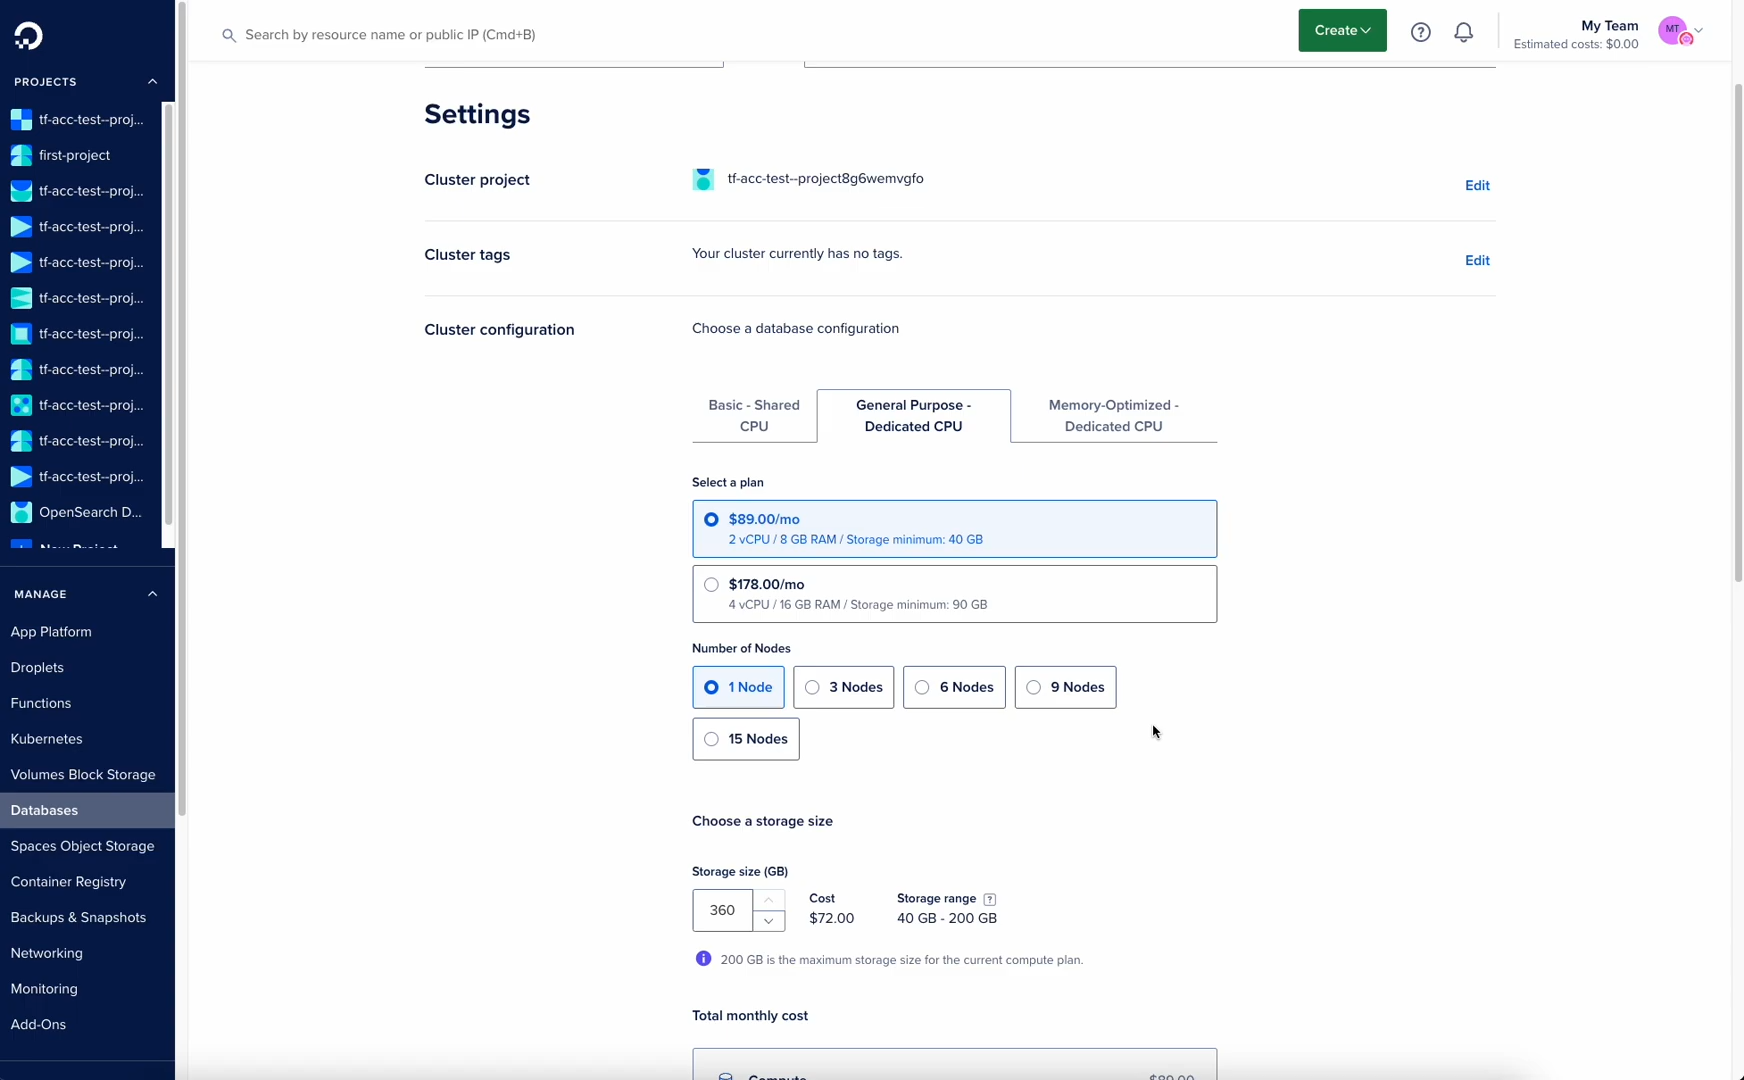 Search by resource name or public IP (Cmd+B)
Create
My Team
Estimated costs: $0.00
MT
PROJECTS
tf-acc-test--proj...
first-project
tf-acc-test--proj...
tf-acc-test--proj...
tf-acc-test--proj...
tf-acc-test--proj...
tf-acc-test--proj...
tf-acc-test--proj...
tf-acc-test--proj...
tf-acc-test--proj...
tf-acc-test--proj...
OpenSearch D...
New Project
MANAGE
App Platform
Droplets
Functions
Kubernetes
Volumes Block Storage
Databases
Spaces Object Storage
Container Registry
Backups & Snapshots
Networking
Monitoring
Add-Ons
Settings
Cluster project
tf-acc-test--project8g6wemvgfo
Edit
Cluster tags
Your cluster currently has no tags.
Edit
Cluster configuration
Choose a database configuration
Basic - Shared
CPU
General Purpose -
Dedicated CPU
Memory-Optimized -
Dedicated CPU
Select a plan
$89.00/mo
2 vCPU / 8 GB RAM / Storage minimum: 40 GB
$178.00/mo
4 vCPU / 16 GB RAM / Storage minimum: 90 GB
Number of Nodes
1 Node
3 Nodes
6 Nodes
9 Nodes
15 Nodes
Choose a storage size
Storage size (GB)
360
Cost
$72.00
Storage range ?
40 GB - 200 GB
200 GB is the maximum storage size for the current compute plan.
Total monthly cost
Compute
$89.00